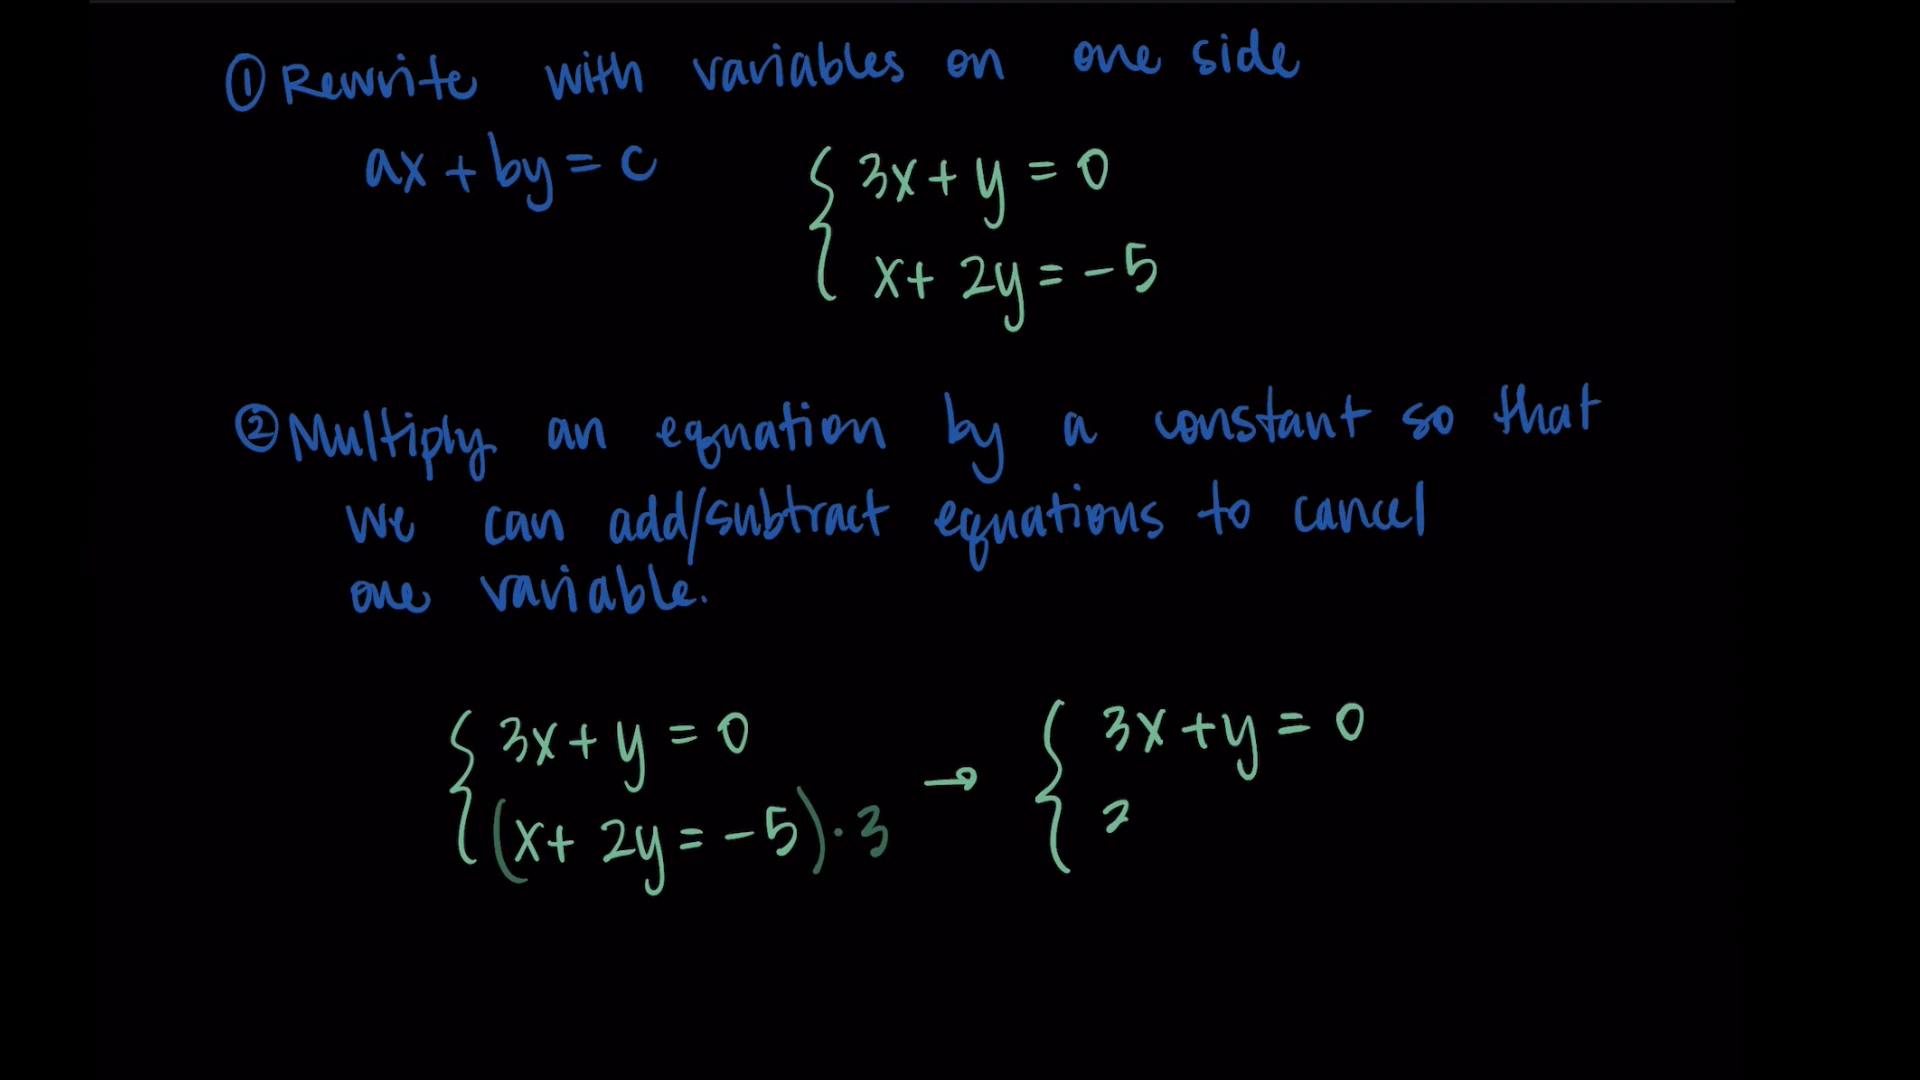 ① Rewrite with variables on one side
ax + by = c
3x + y = 0
x + 2y = -5
② Multiply an equation by a constant so that
we can add/subtract equations to cancel
one variable.
3x + y = 0 → 3x + y = 0
(x + 2y = -5) · 3